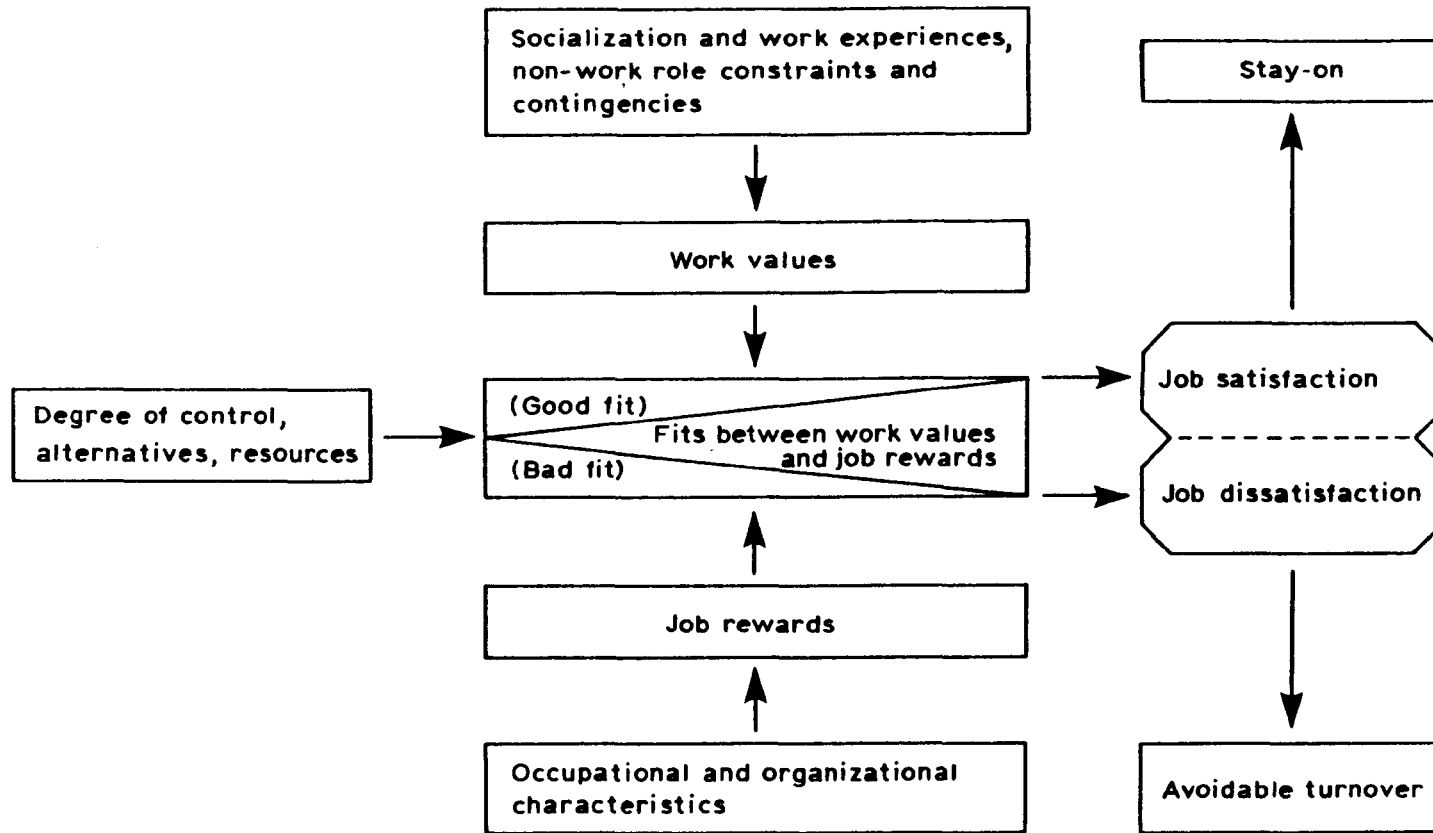 Socialization and work experiences,
non-work role constraints and
contingencies
Stay-on
Work values
Degree of control,
alternatives, resources
(Good fit)
Fits between work values
and job rewards
(Bad fit)
Job satisfaction
Job dissatisfaction
Job rewards
Occupational and organizational
characteristics
Avoidable turnover